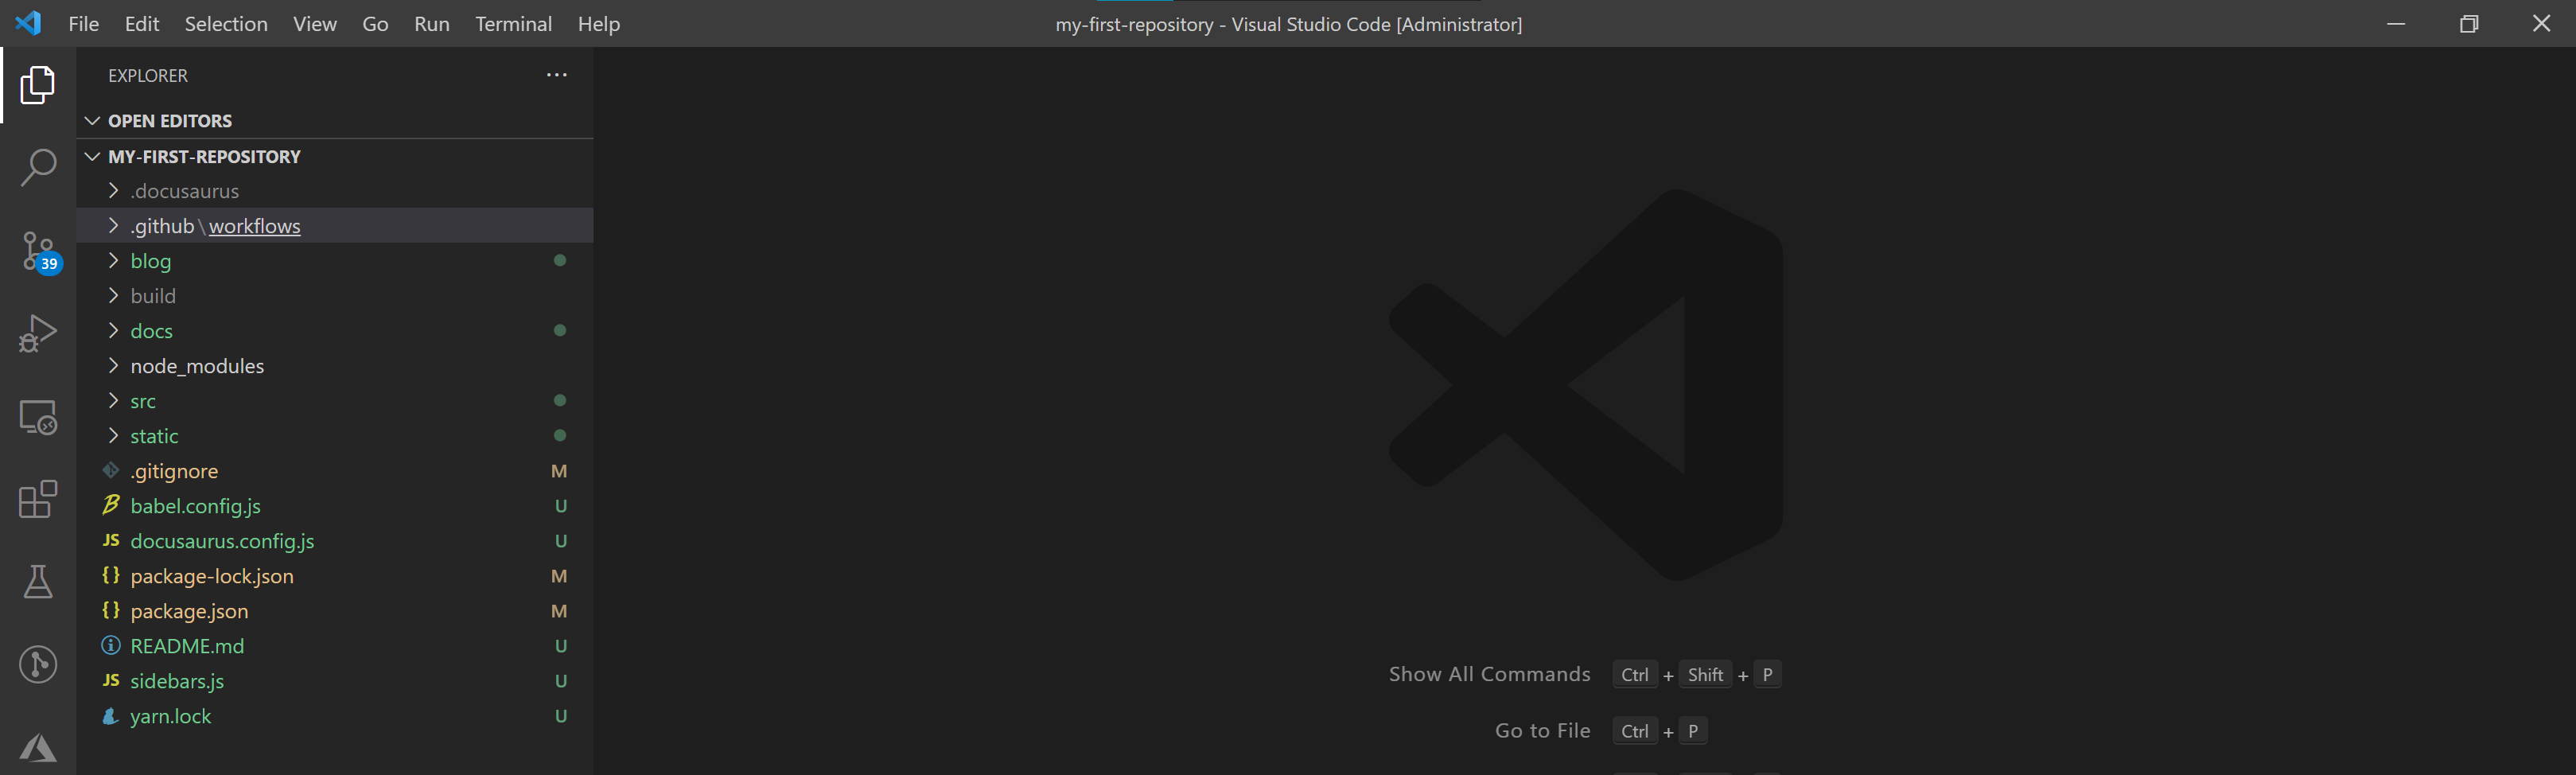 File Edit Selection View Go Run Terminal Help my-first-repository - Visual Studio Code [Administrator]
EXPLORER ...
OPEN EDITORS
MY-FIRST-REPOSITORY
.docusaurus
.github\workflows
blog
build
docs
node_modules
src
static
.gitignore M
babel.config.js U
JS docusaurus.config.js U
{} package-lock.json M
{} package.json M
README.md U
JS sidebars.js U
yarn.lock U
39
Show All Commands Ctrl + Shift + P
Go to File Ctrl + P